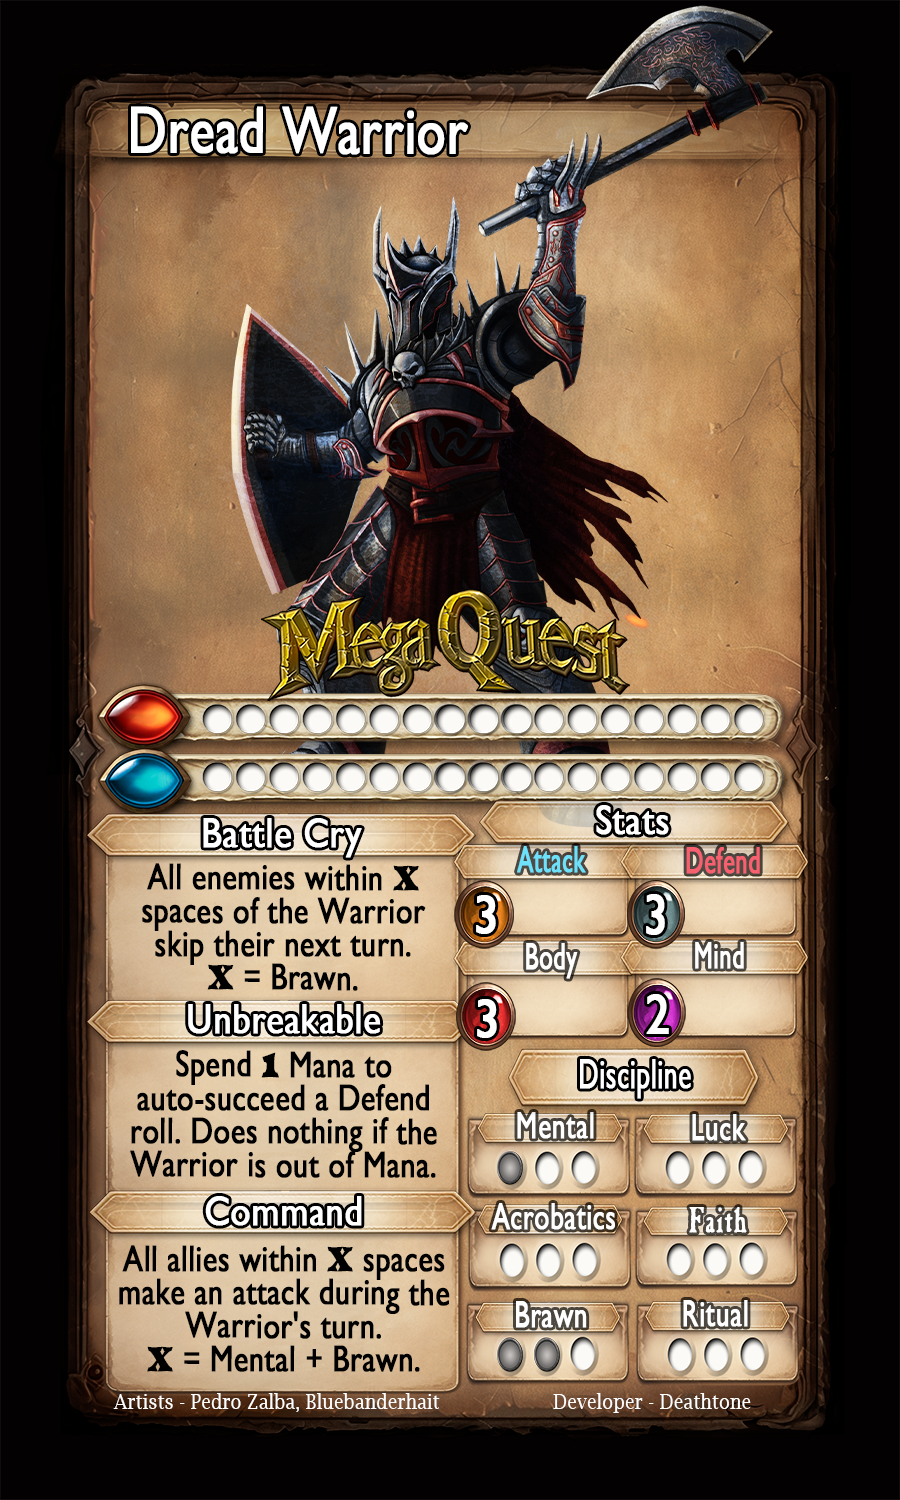 Dread Warrior
Mega Quest
Battle Cry
All enemies within X
spaces of the Warrior
skip their next turn.
X = Brawn.
Unbreakable
Spend 1 Mana to
auto-succeed a Defend
roll. Does nothing if the
Warrior is out of Mana.
Command
All allies within X spaces
make an attack during the
Warrior's turn.
X = Mental + Brawn.
Stats
Attack Defend
3 3
Body Mind
3 2
Discipline
Mental Luck
Acrobatics Faith
Brawn Ritual
Artists - Pedro Zalba, Bluebanderhait Developer - Deathtone